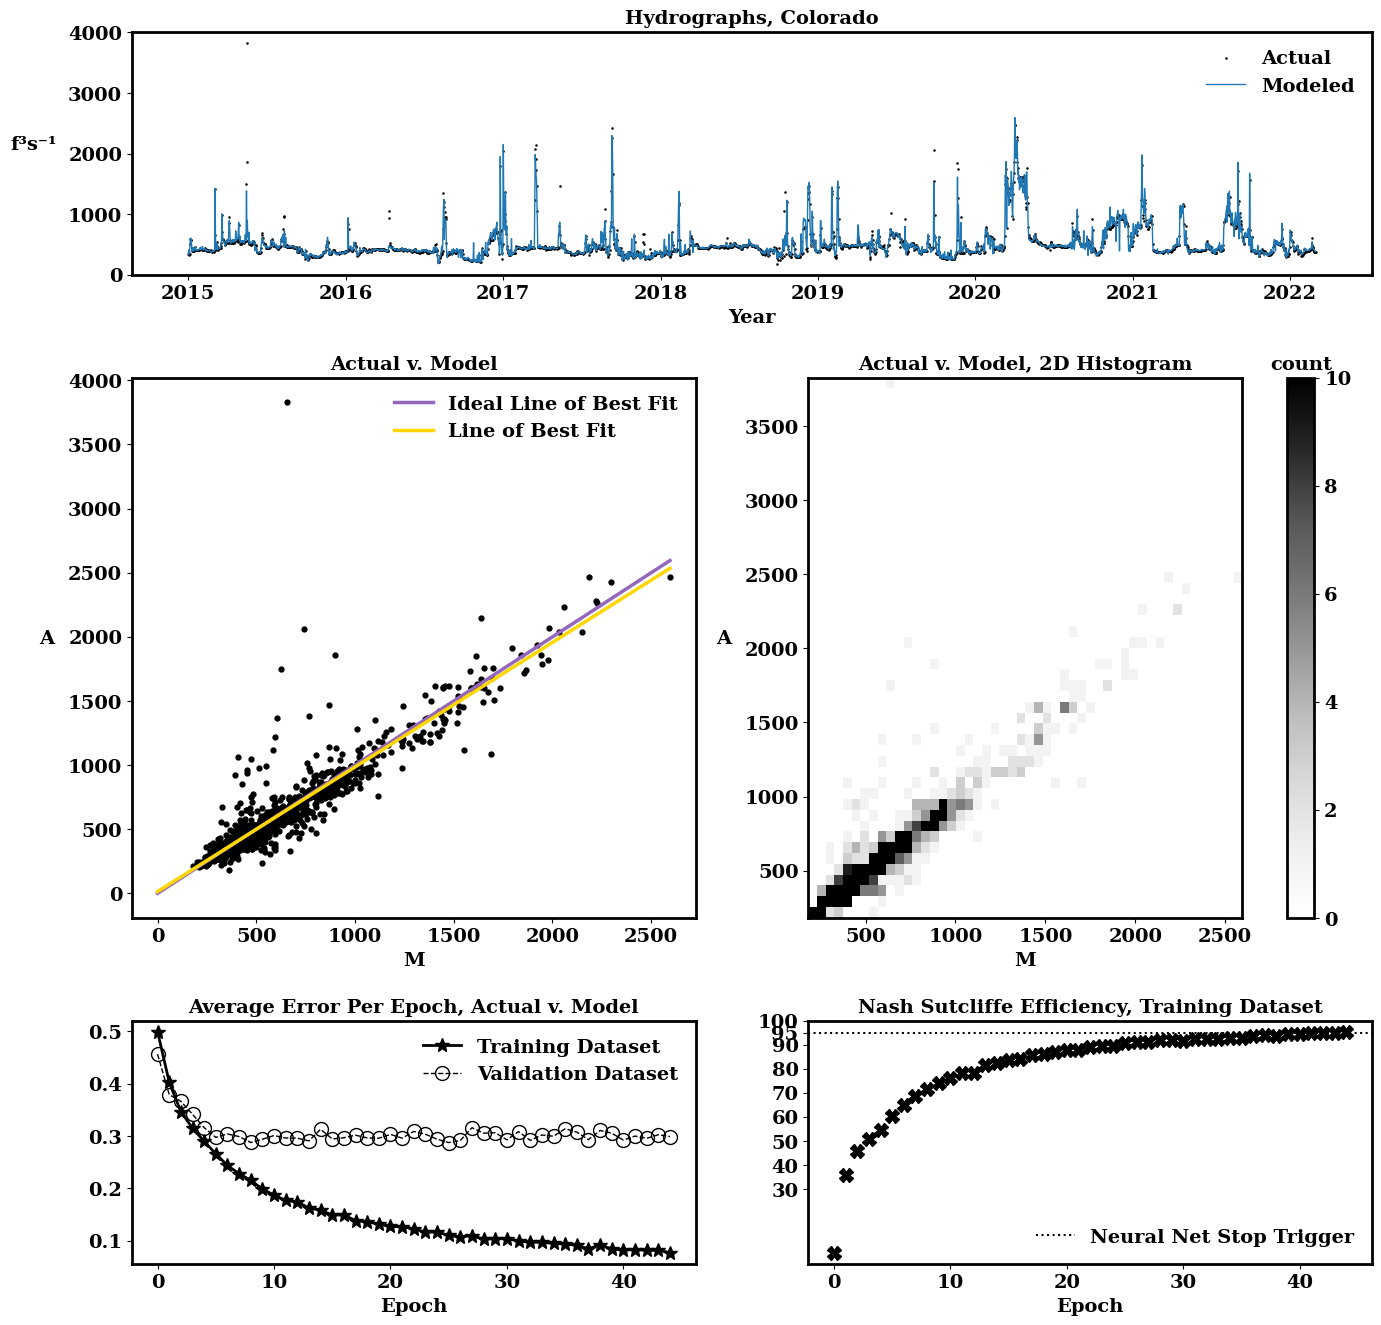 Hydrographs, Colorado
4000
3000
f³s⁻¹
2000
1000
0
Actual
Modeled
2015 2016 2017 2018 2019 2020 2021 2022
Year
Actual v. Model
4000
3500
3000
2500
2000
A
1500
1000
500
0
Ideal Line of Best Fit
Line of Best Fit
0 500 1000 1500 2000 2500
M
Actual v. Model, 2D Histogram
3500
3000
2500
2000
A
1500
1000
500
500 1000 1500 2000 2500
M
count
10
8
6
4
2
0
Average Error Per Epoch, Actual v. Model
0.5
0.4
0.3
0.2
0.1
Training Dataset
Validation Dataset
0 10 20 30 40
Epoch
Nash Sutcliffe Efficiency, Training Dataset
100
95
90
80
70
60
50
40
30
Neural Net Stop Trigger
0 10 20 30 40
Epoch